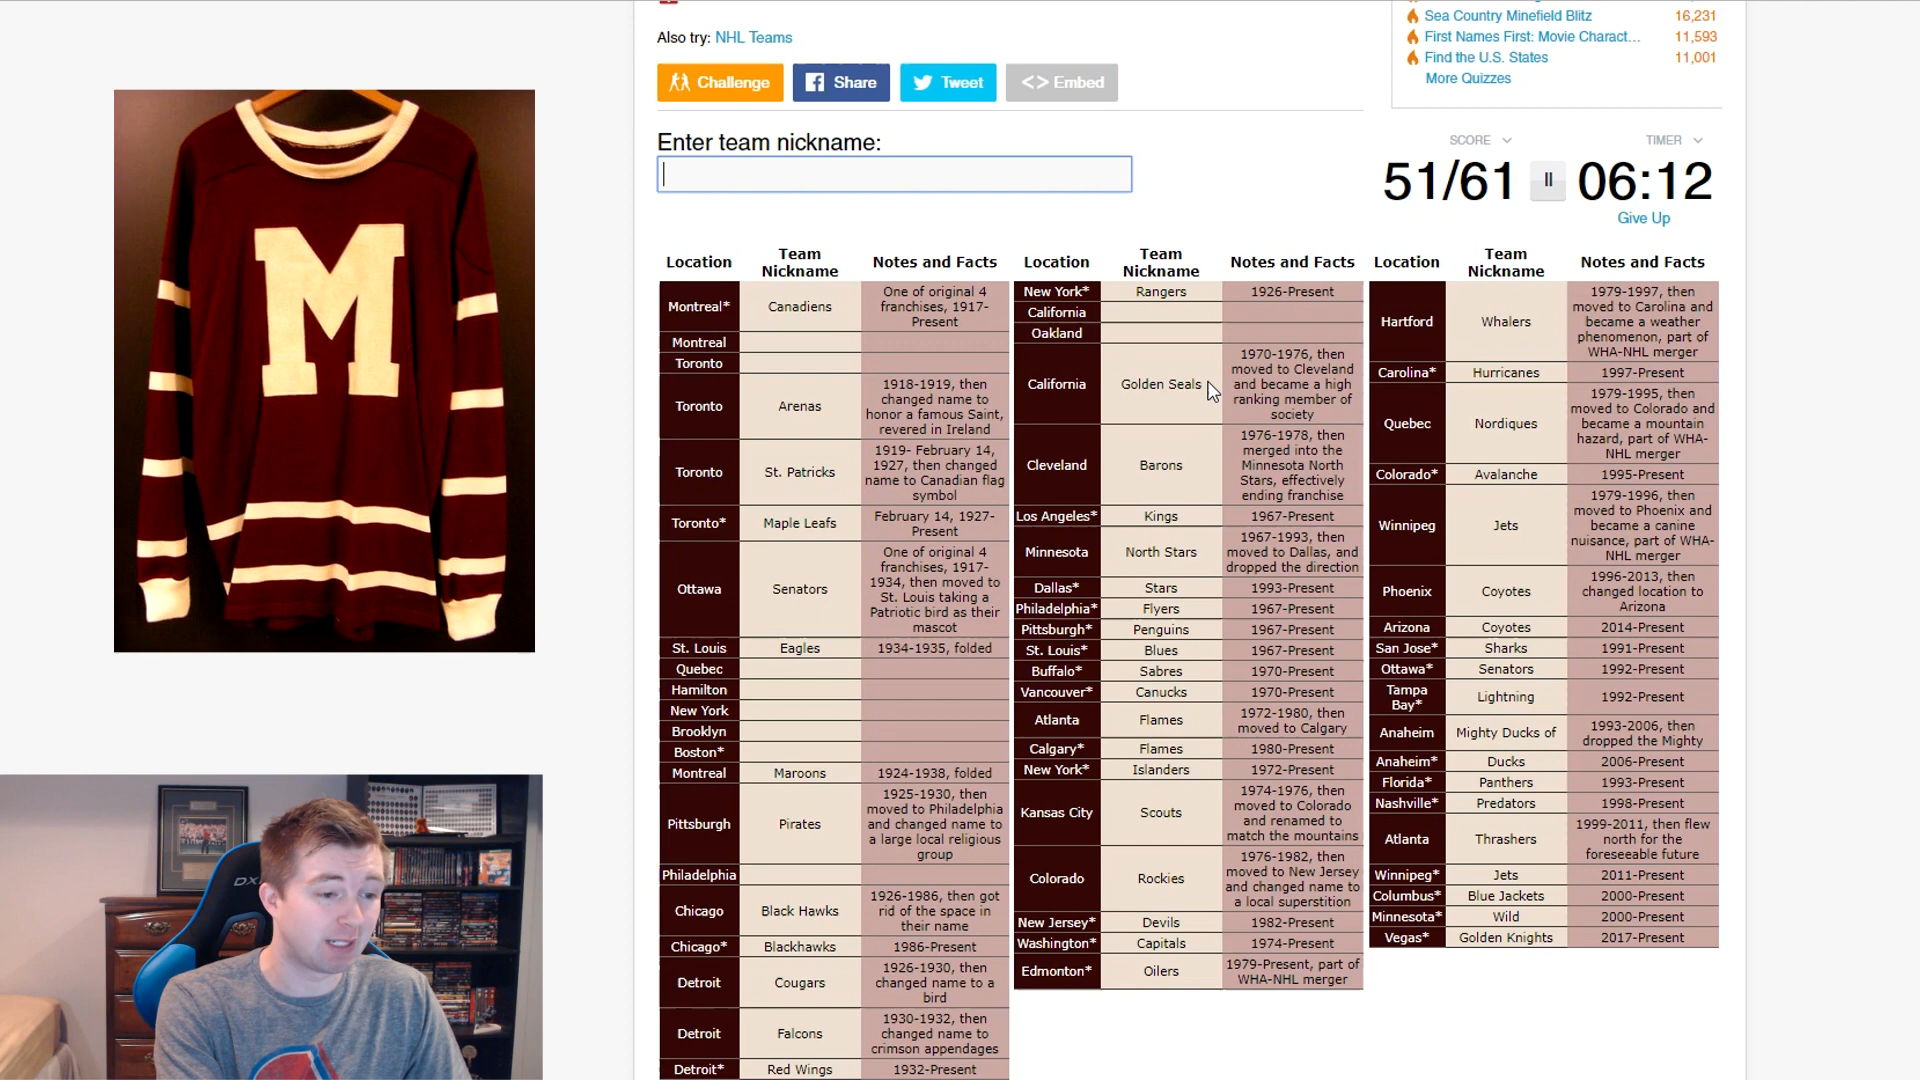 Sea Country Minefield Blitz 16,231
First Names First: Movie Charact... 11,593
Find the U.S. States 11,001
More Quizzes
Also try: NHL Teams
Challenge
Share
Tweet
<> Embed
Enter team nickname:
SCORE
TIMER
51/61
06:12
Give Up
Location Team Nickname Notes and Facts
Montreal* Canadiens One of original 4
franchises, 1917-
Present
Montreal
Toronto
Toronto Arenas 1918-1919, then
changed name to
honor a famous Saint,
revered in Ireland
Toronto St. Patricks 1919- February 14,
1927, then changed
name to Canadian flag
symbol
Toronto* Maple Leafs February 14, 1927-
Present
Ottawa Senators One of original 4
franchises, 1917-
1934, then moved to
St. Louis taking a
Patriotic bird as their
mascot
St. Louis Eagles 1934-1935, folded
Quebec
Hamilton
New York
Brooklyn
Boston*
Montreal Maroons 1924-1938, folded
Pittsburgh Pirates 1925-1930, then
moved to Philadelphia
and changed name to
a large local religious
group
Philadelphia
Chicago Black Hawks 1926-1986, then got
rid of the space in
their name
Chicago* Blackhawks 1986-Present
Detroit Cougars 1926-1930, then
changed name to a
bird
Detroit Falcons 1930-1932, then
changed name to
crimson appendages
Detroit* Red Wings 1932-Present
Location Team Nickname Notes and Facts
New York* Rangers 1926-Present
California
Oakland
California Golden Seals 1970-1976, then
moved to Cleveland
and became a high
ranking member of
society
Cleveland Barons 1976-1978, then
merged into the
Minnesota North
Stars, effectively
ending franchise
Los Angeles* Kings 1967-Present
Minnesota North Stars 1967-1993, then
moved to Dallas, and
dropped the direction
Dallas* Stars 1993-Present
Philadelphia* Flyers 1967-Present
Pittsburgh* Penguins 1967-Present
St. Louis* Blues 1967-Present
Buffalo* Sabres 1970-Present
Vancouver* Canucks 1970-Present
Atlanta Flames 1972-1980, then
moved to Calgary
Calgary* Flames 1980-Present
New York* Islanders 1972-Present
Kansas City Scouts 1974-1976, then
moved to Colorado
and renamed to
match the mountains
Colorado Rockies 1976-1982, then
moved to New Jersey
and changed name to
a local superstition
New Jersey* Devils 1982-Present
Washington* Capitals 1974-Present
Edmonton* Oilers 1979-Present, part of
WHA-NHL merger
Location Team Nickname Notes and Facts
Hartford Whalers 1979-1997, then
moved to Carolina and
became a weather
phenomenon, part of
WHA-NHL merger
Carolina* Hurricanes 1997-Present
Quebec Nordiques 1979-1995, then
moved to Colorado and
became a mountain
hazard, part of WHA-
NHL merger
Colorado* Avalanche 1995-Present
Winnipeg Jets 1979-1996, then
moved to Phoenix and
became a canine
nuisance, part of WHA-
NHL merger
Phoenix Coyotes 1996-2013, then
changed location to
Arizona
Arizona Coyotes 2014-Present
San Jose* Sharks 1991-Present
Ottawa* Senators 1992-Present
Tampa Bay* Lightning 1992-Present
Anaheim Mighty Ducks of 1993-2006, then
dropped the Mighty
Anaheim* Ducks 2006-Present
Florida* Panthers 1993-Present
Nashville* Predators 1998-Present
Atlanta Thrashers 1999-2011, then flew
north for the
foreseeable future
Winnipeg* Jets 2011-Present
Columbus* Blue Jackets 2000-Present
Minnesota* Wild 2000-Present
Vegas* Golden Knights 2017-Present
M
DX